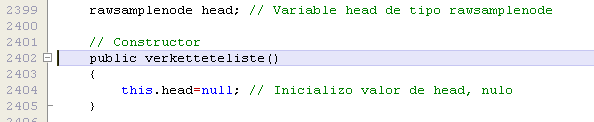 2399 rawsamplenode head; // Variable head de tipo rawsamplenode
2400
2401 // Constructor
2402 public verketteteliste()
2403 {
2404 this.head=null; // Inicializo valor de head, nulo
2405 }